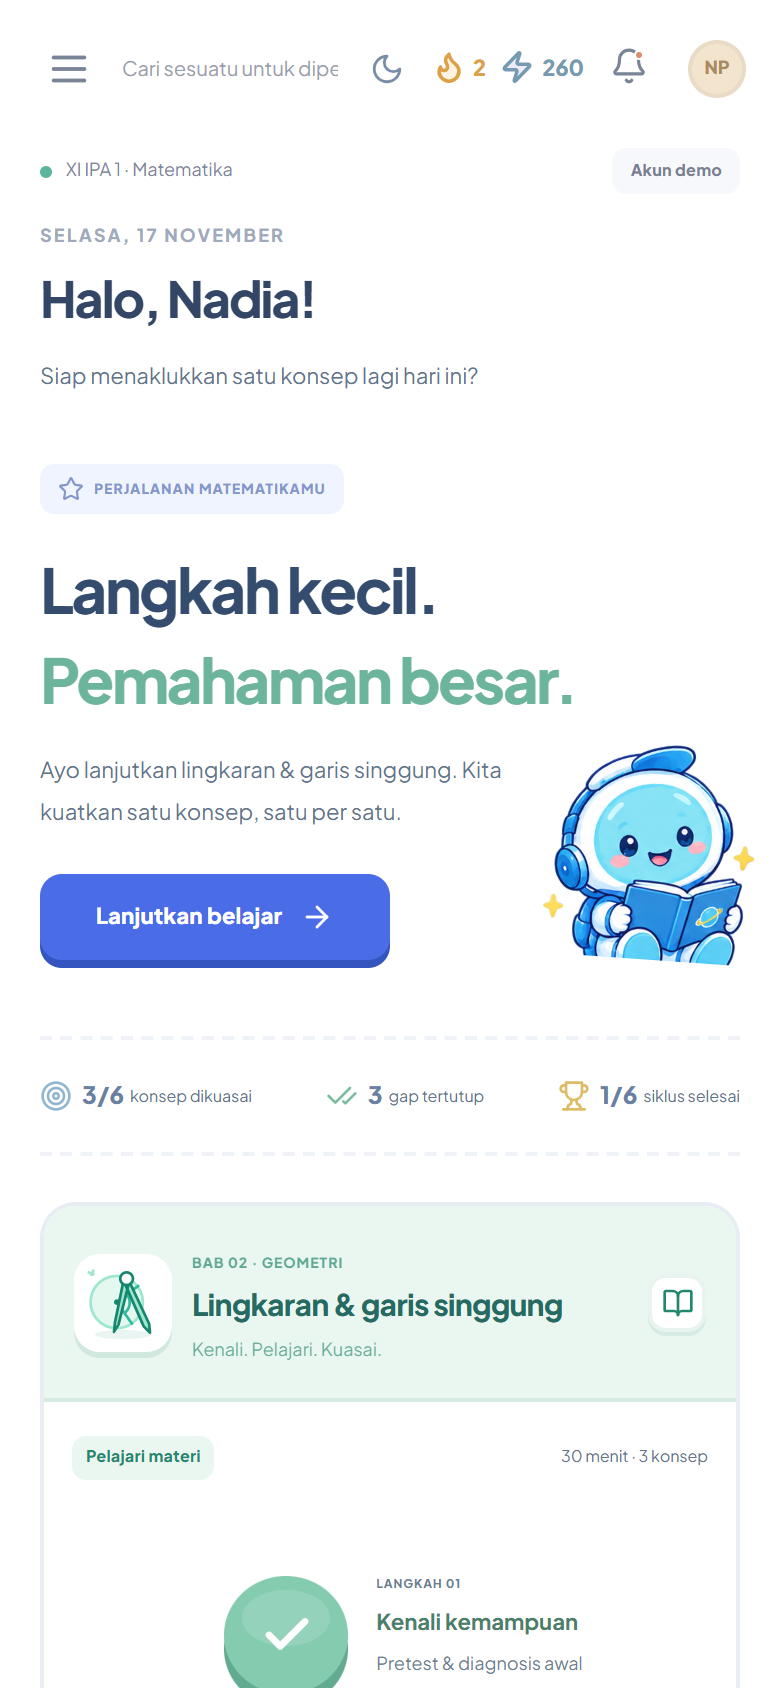 Cari sesuatu untuk dipe
2
260
NP
XI IPA 1 · Matematika
Akun demo
SELASA, 17 NOVEMBER
Halo, Nadia!
Siap menaklukkan satu konsep lagi hari ini?
PERJALANAN MATEMATIKAMU
Langkah kecil.
Pemahaman besar.
Ayo lanjutkan lingkaran & garis singgung. Kita
kuatkan satu konsep, satu per satu.
Lanjutkan belajar
3/6 konsep dikuasai
3 gap tertutup
1/6 siklus selesai
BAB 02 · GEOMETRI
Lingkaran & garis singgung
Kenali. Pelajari. Kuasai.
Pelajari materi
30 menit · 3 konsep
LANGKAH 01
Kenali kemampuan
Pretest & diagnosis awal